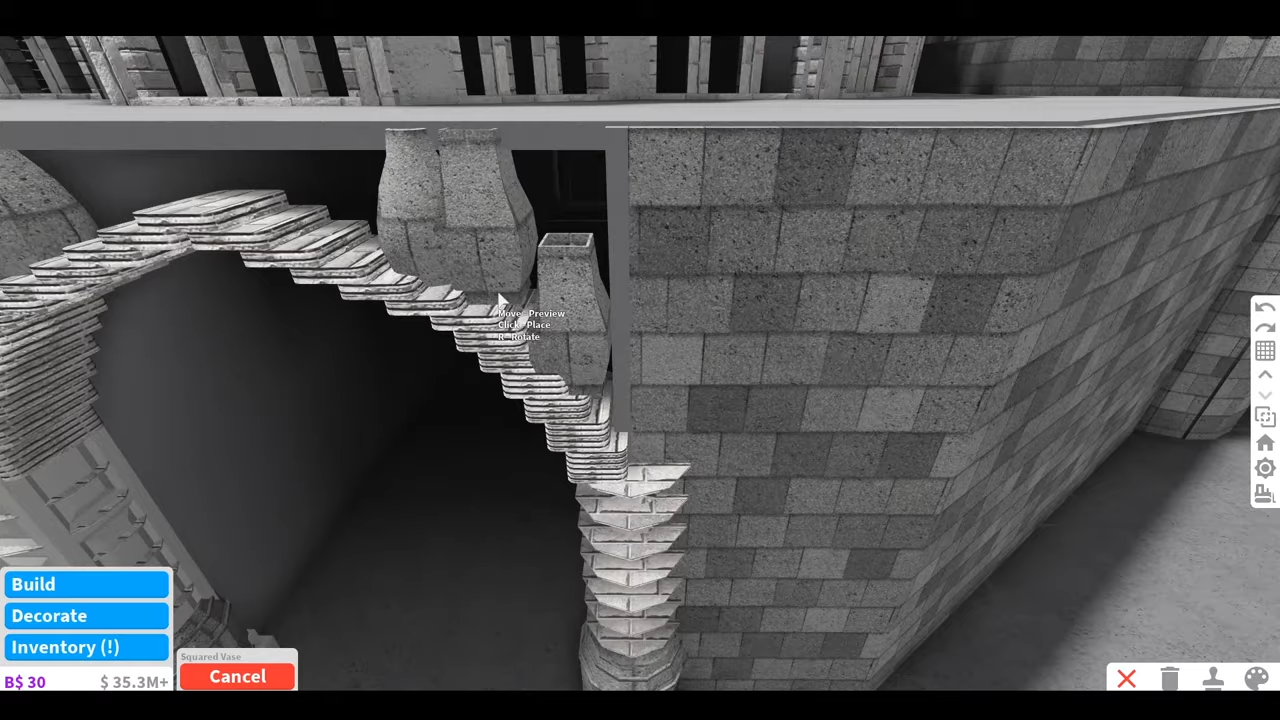 Move - Preview
Click - Place
R - Rotate
Build
Decorate
Inventory (!)
Squared Vase
Cancel
B$ 30
$ 35.3M+